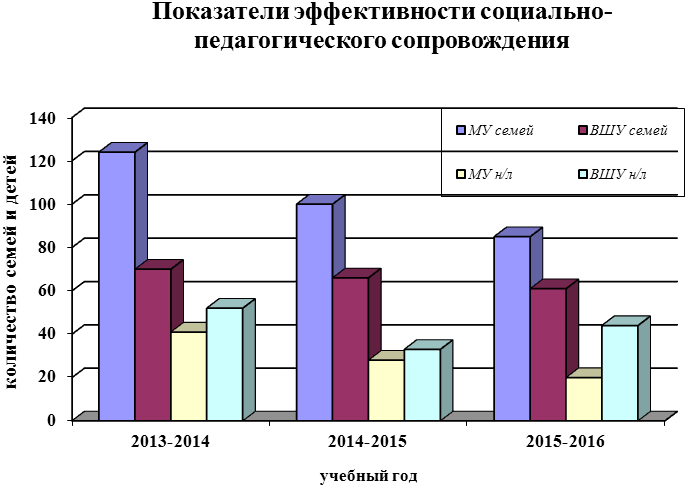 Показатели эффективности социально-
педагогического сопровождения
количество семей и детей
140
120
100
80
60
40
20
0
МУ семей
ВШУ семей
МУ н/л
ВШУ н/л
2013-2014
2014-2015
2015-2016
учебный год